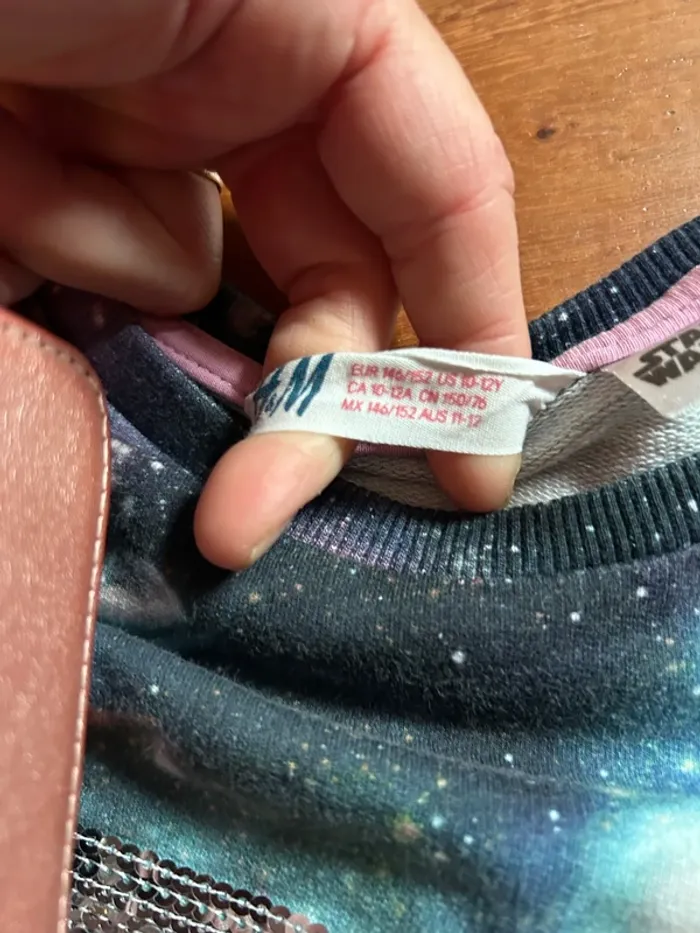 H&M
EUR 146/152 US 10-12Y
CA 10-12A CN 150/76
MX 146/152 AUS 11-12
STAR
WARS